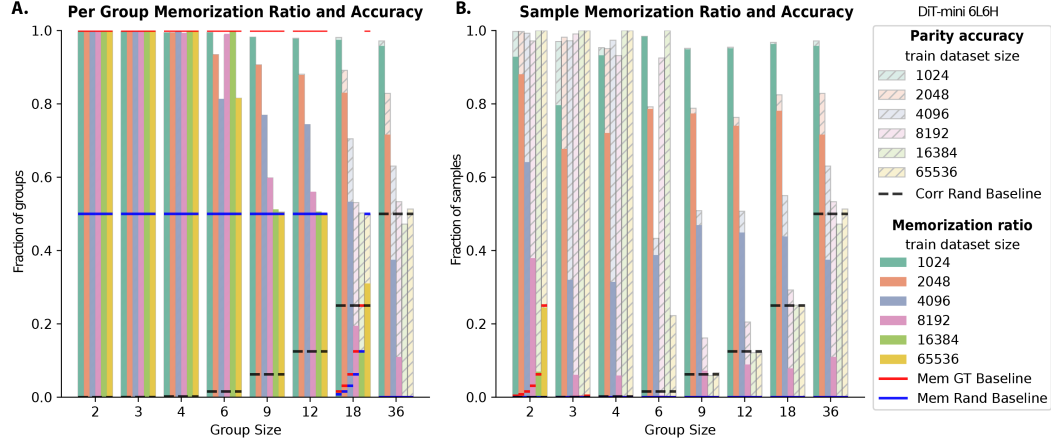 A.
Per Group Memorization Ratio and Accuracy
Fraction of groups
1.0
0.8
0.6
0.4
0.2
0.0
2 3 4 6 9 12 18 36
Group Size
B.
Sample Memorization Ratio and Accuracy
Fraction of samples
1.0
0.8
0.6
0.4
0.2
0.0
2 3 4 6 9 12 18 36
Group Size
DiT-mini 6L6H
Parity accuracy
train dataset size
1024
2048
4096
8192
16384
65536
Corr Rand Baseline
Memorization ratio
train dataset size
1024
2048
4096
8192
16384
65536
Mem GT Baseline
Mem Rand Baseline